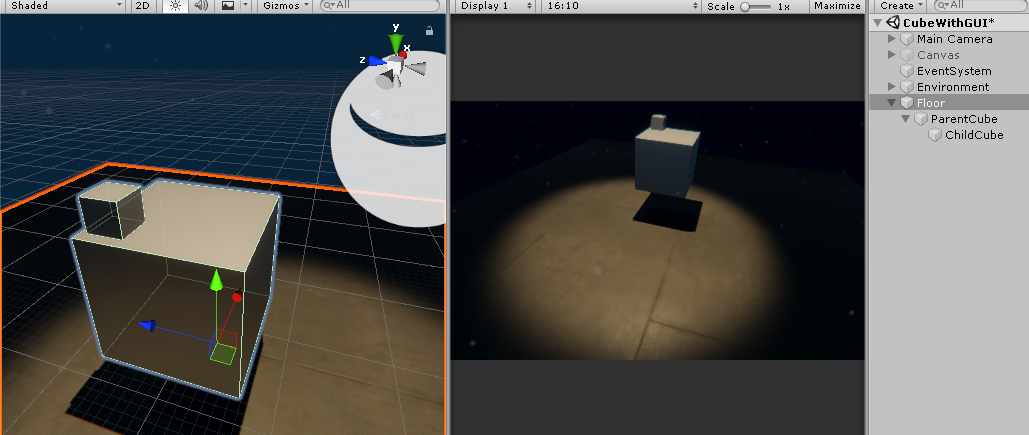 Shaded 2D Gizmos All
Display 1 16:10 Scale 1x Maximize
Create All
y
x
z
Persp
CubeWithGUI*
Main Camera
Canvas
EventSystem
Environment
Floor
ParentCube
ChildCube